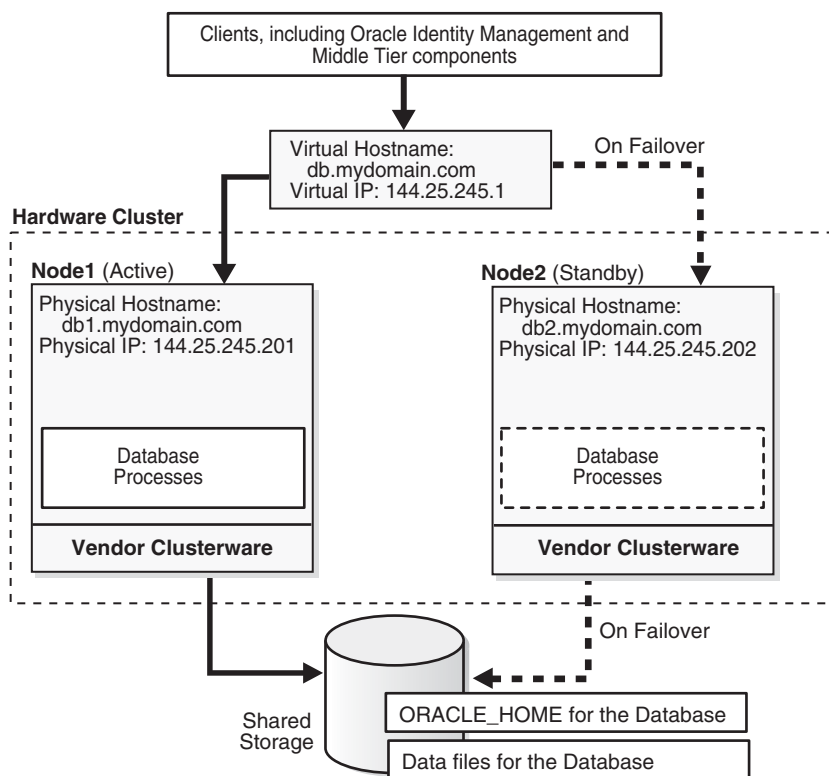 Clients, including Oracle Identity Management and
Middle Tier components
Virtual Hostname:
db.mydomain.com
Virtual IP: 144.25.245.1
On Failover
Hardware Cluster
Node1 (Active)
Physical Hostname:
db1.mydomain.com
Physical IP: 144.25.245.201
Database
Processes
Vendor Clusterware
Node2 (Standby)
Physical Hostname:
db2.mydomain.com
Physical IP: 144.25.245.202
Database
Processes
Vendor Clusterware
On Failover
Shared
Storage
ORACLE_HOME for the Database
Data files for the Database